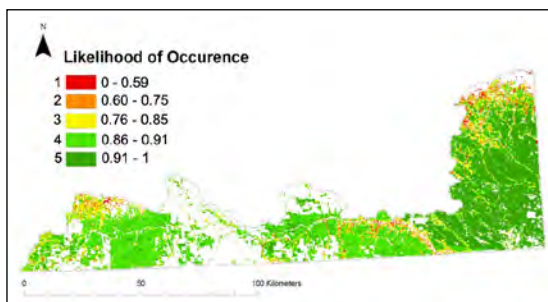 N
Likelihood of Occurence
1 0 - 0.59
2 0.60 - 0.75
3 0.76 - 0.85
4 0.86 - 0.91
5 0.91 - 1
0 50 100 Kilometers